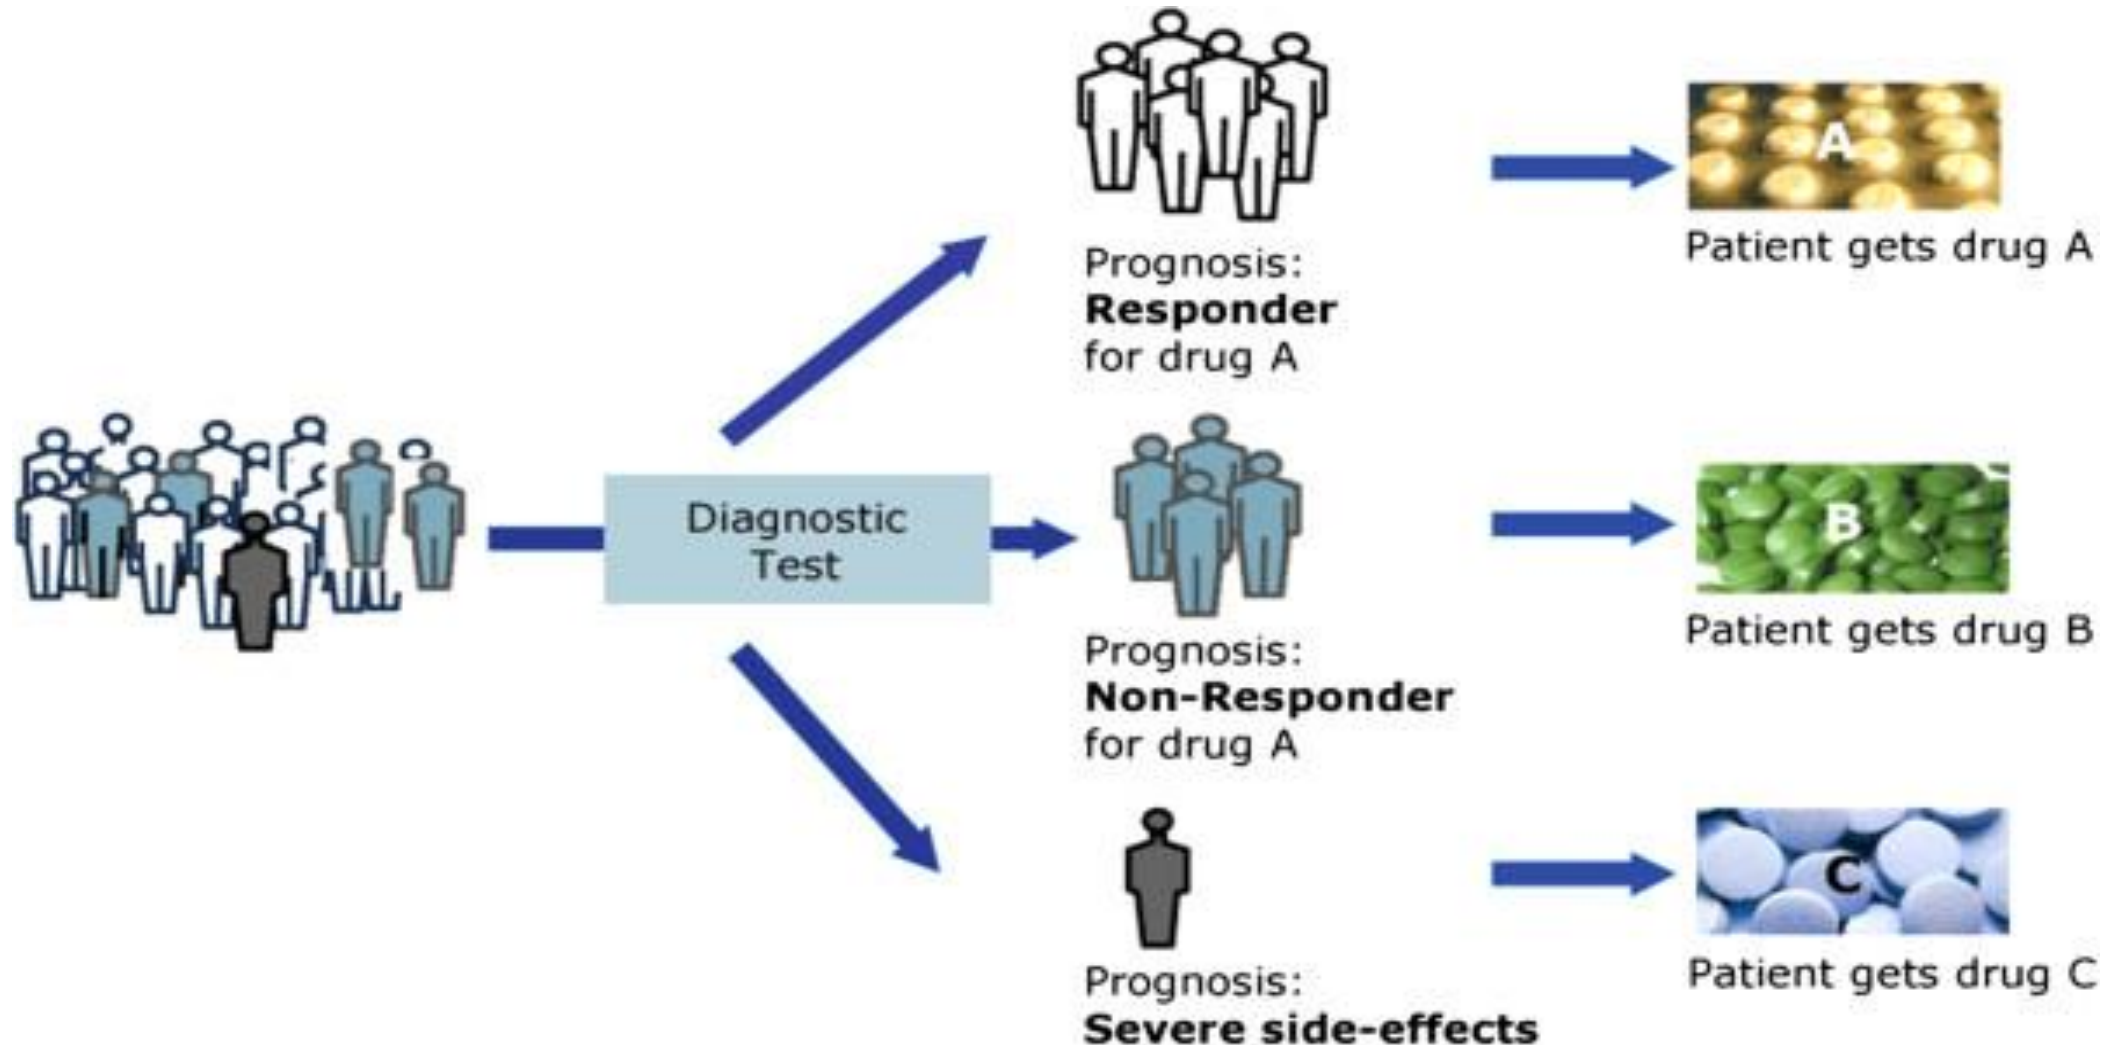 Diagnostic
Test
Prognosis:
Responder
for drug A
A
Patient gets drug A
Prognosis:
Non-Responder
for drug A
B
Patient gets drug B
Prognosis:
Severe side-effects
C
Patient gets drug C